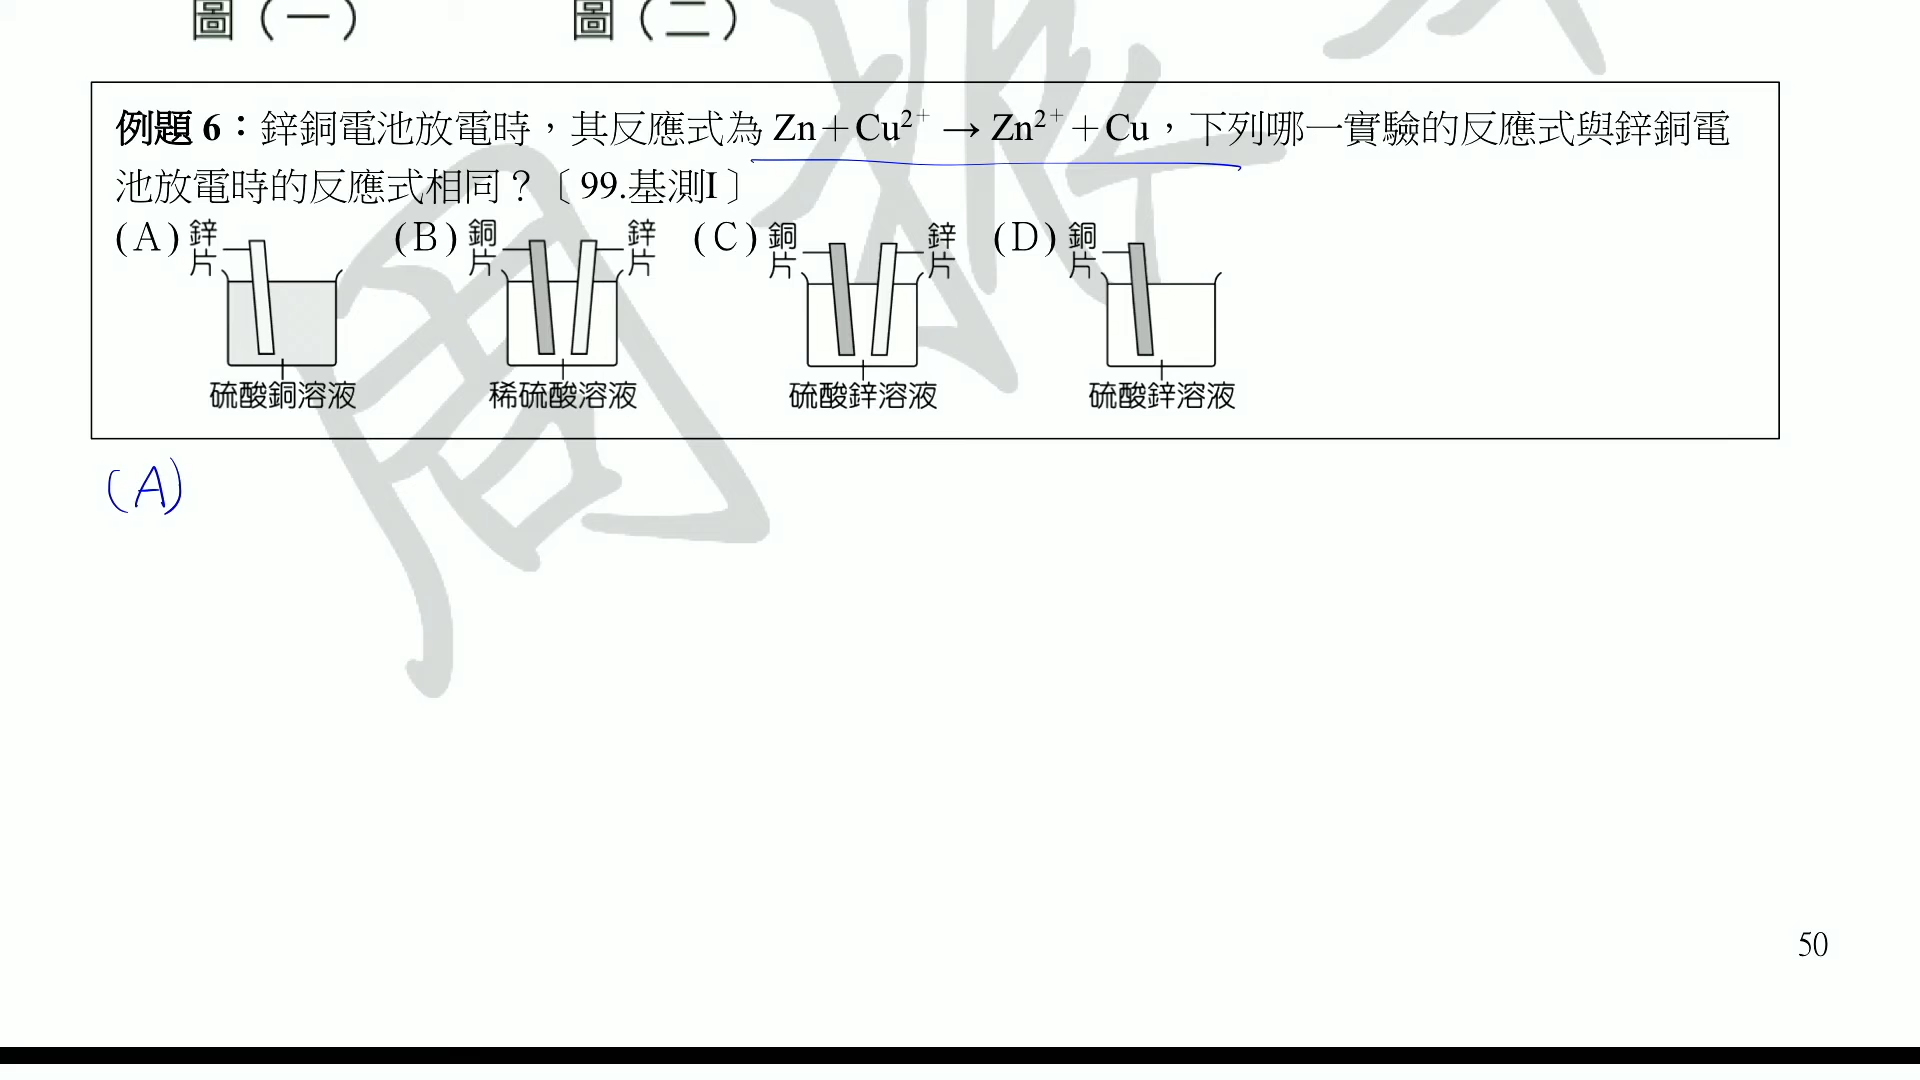 圖（一） 圖（二）
例題 6：鋅銅電池放電時，其反應式為 Zn＋Cu²⁺ → Zn²⁺＋Cu，下列哪一實驗的反應式與鋅銅電
池放電時的反應式相同？〔 99.基測I 〕
(A) 鋅片 (B) 銅片 鋅片 (C) 銅片 鋅片 (D) 銅片
硫酸銅溶液 稀硫酸溶液 硫酸鋅溶液 硫酸鋅溶液
(A)
50